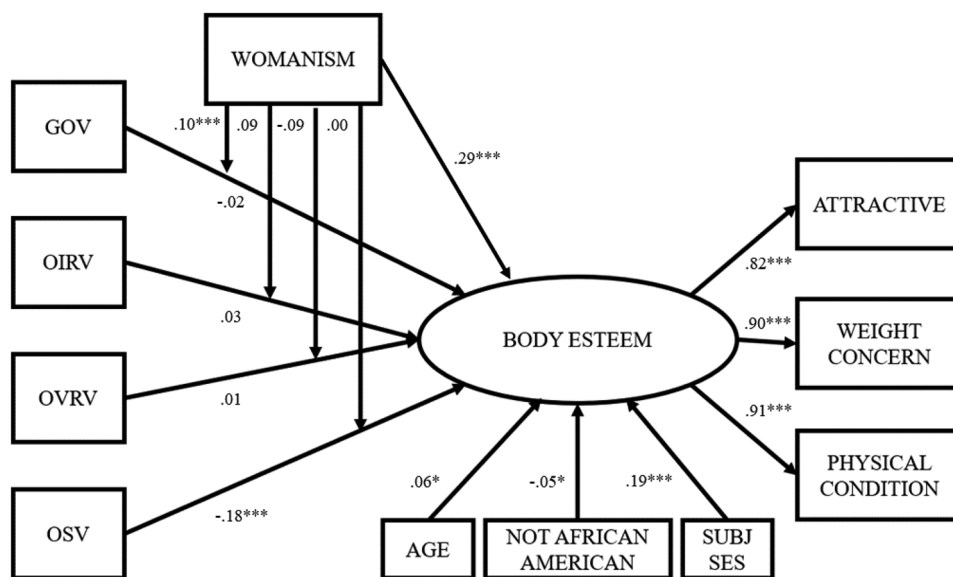 WOMANISM
GOV
.10*** .09 -.09 .00
.29***
-.02
ATTRACTIVE
OIRV
.82***
.03
BODY ESTEEM
.90***
WEIGHT
CONCERN
OVRV
.01
.91***
PHYSICAL
CONDITION
.06* -.05* .19***
OSV
-.18***
AGE
NOT AFRICAN
AMERICAN
SUBJ
SES